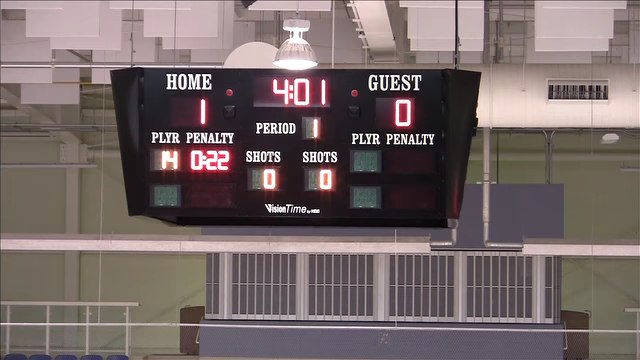 HOME 4:01 GUEST
1 0
PERIOD 1
PLYR PENALTY PLYR PENALTY
14 0:22 SHOTS SHOTS
0 0
VisionTime